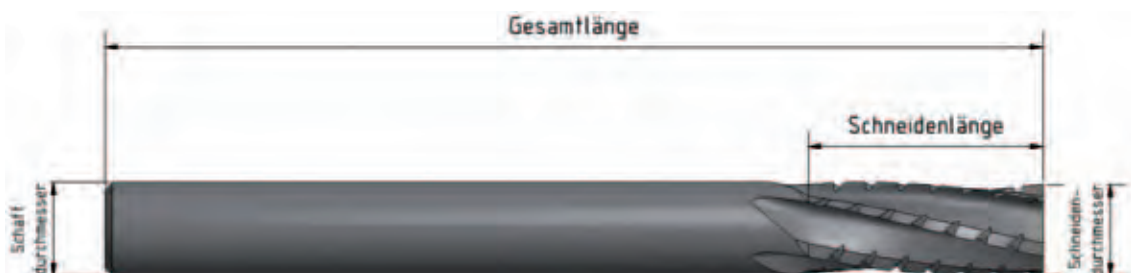 Gesamtlänge
Schneidenlänge
Schaft
durchmesser
Schneiden-
durchmesser